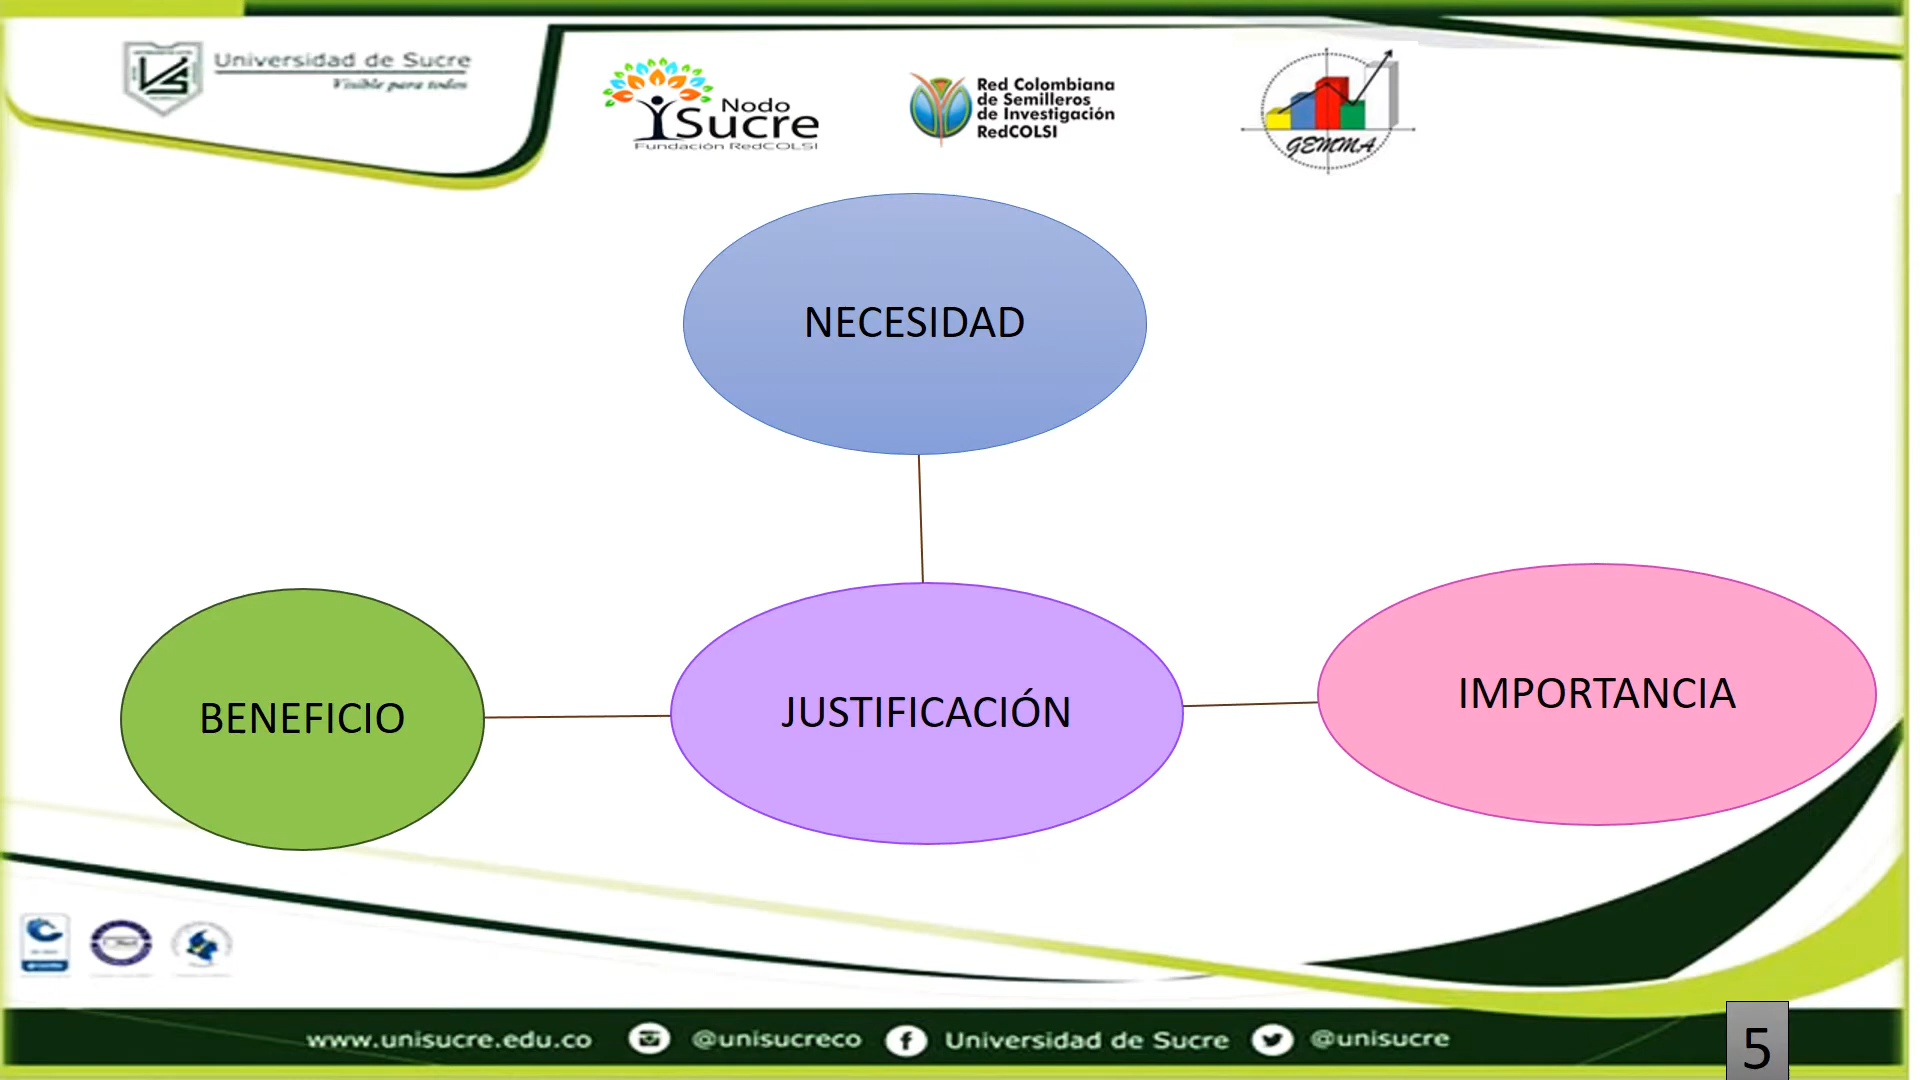 Universidad de Sucre
Visible para todos
Nodo
Sucre
Fundación RedCOLSI
Red Colombiana
de Semilleros
de Investigación
RedCOLSI
GEMMA
NECESIDAD
BENEFICIO
JUSTIFICACIÓN
IMPORTANCIA
www.unisucre.edu.co
@unisucreco
Universidad de Sucre
@unisucre
5